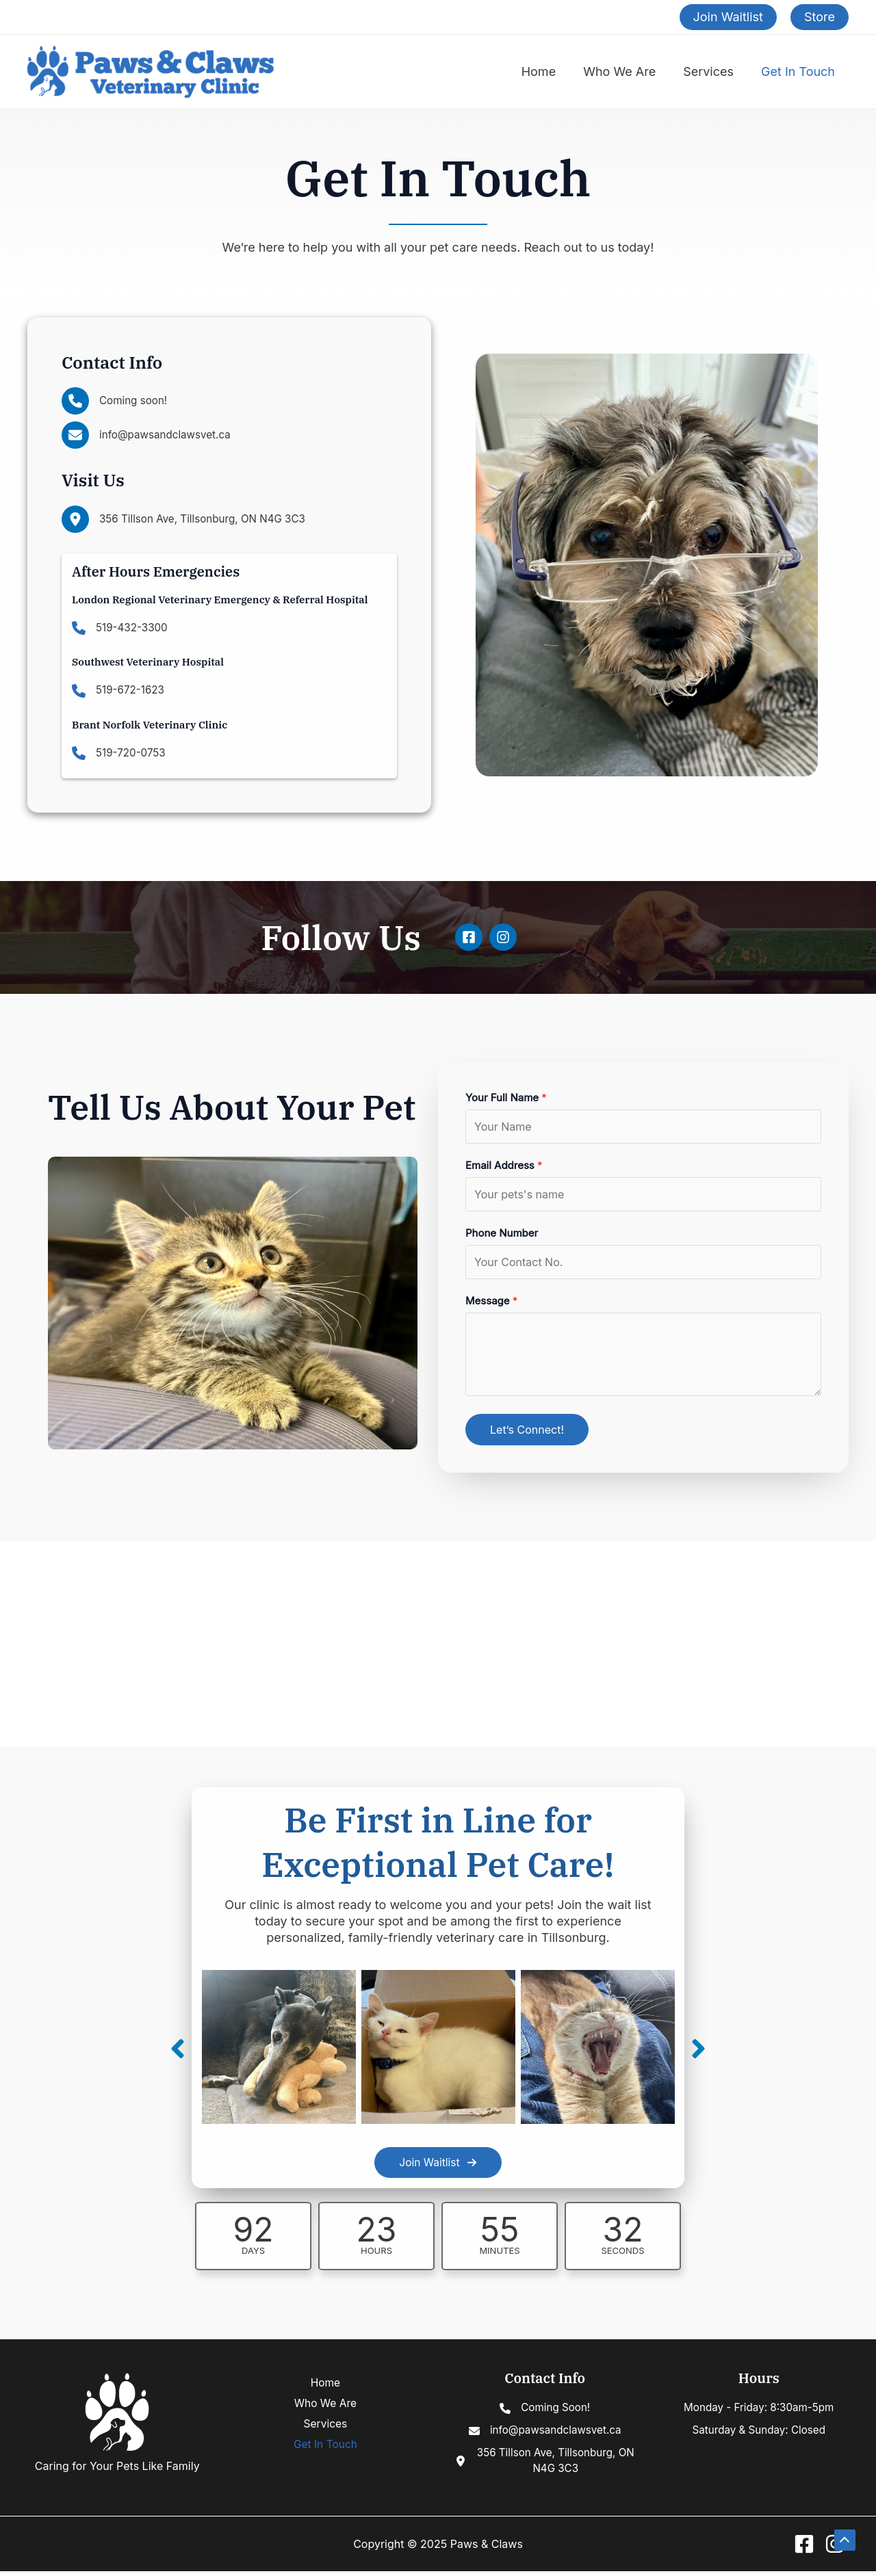 Join Waitlist
Store
Paws & Claws
Veterinary Clinic
Home
Who We Are
Services
Get In Touch
Get In Touch
We’re here to help you with all your pet care needs. Reach out to us today!
Contact Info
Coming soon!
info@pawsandclawsvet.ca
Visit Us
356 Tillson Ave, Tillsonburg, ON N4G 3C3
After Hours Emergencies
London Regional Veterinary Emergency & Referral Hospital
519-432-3300
Southwest Veterinary Hospital
519-672-1623
Brant Norfolk Veterinary Clinic
519-720-0753
Follow Us
Tell Us About Your Pet
Your Full Name *
Your Name
Email Address *
Your pets's name
Phone Number
Your Contact No.
Message *
Let’s Connect!
Be First in Line for
Exceptional Pet Care!
Our clinic is almost ready to welcome you and your pets! Join the wait list
today to secure your spot and be among the first to experience
personalized, family-friendly veterinary care in Tillsonburg.
Join Waitlist
92
DAYS
23
HOURS
55
MINUTES
32
SECONDS
Caring for Your Pets Like Family
Home
Who We Are
Services
Get In Touch
Contact Info
Coming Soon!
info@pawsandclawsvet.ca
356 Tillson Ave, Tillsonburg, ON
N4G 3C3
Hours
Monday - Friday: 8:30am-5pm
Saturday & Sunday: Closed
Copyright © 2025 Paws & Claws